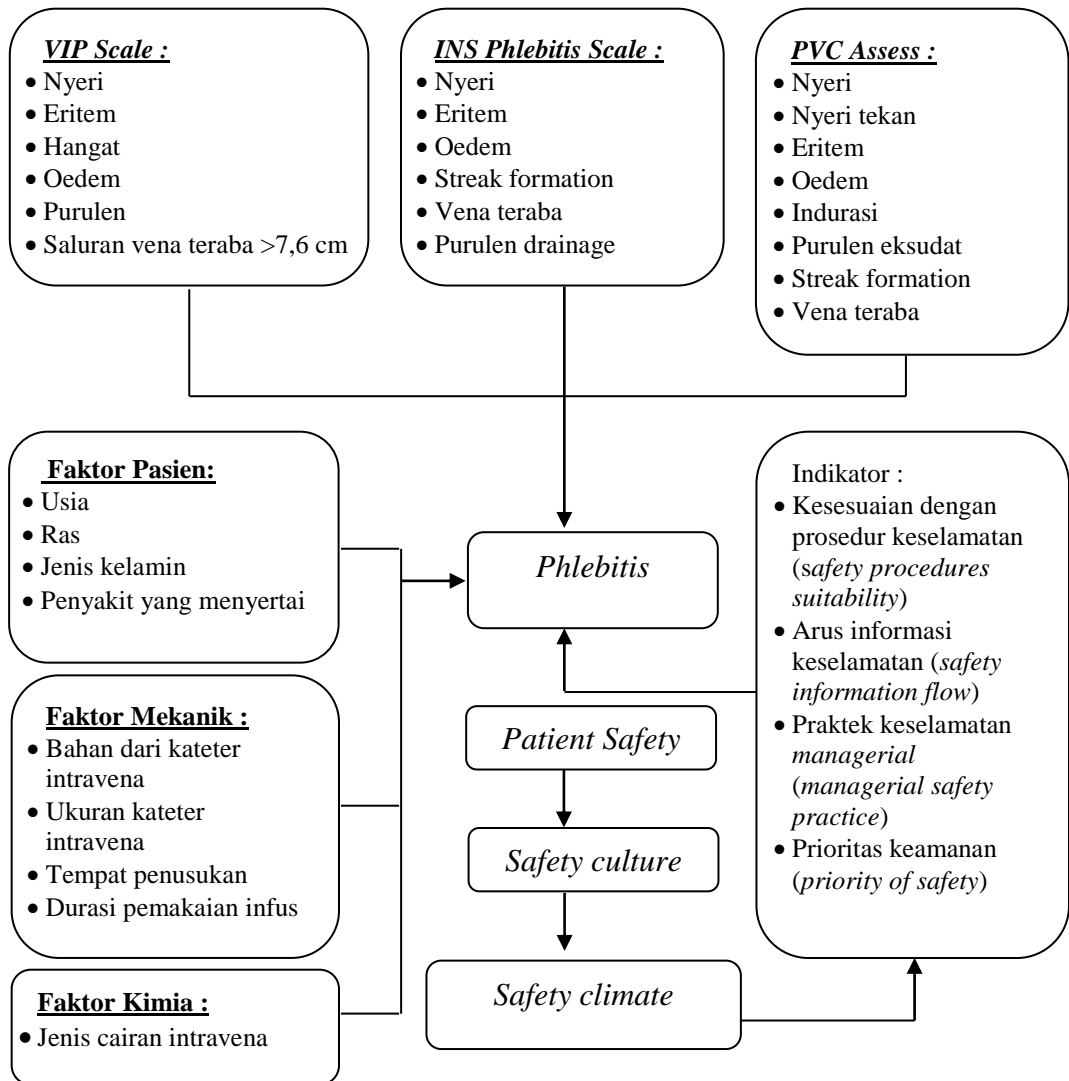 VIP Scale :
• Nyeri
• Eritem
• Hangat
• Oedem
• Purulen
• Saluran vena teraba >7,6 cm
INS Phlebitis Scale :
• Nyeri
• Eritem
• Oedem
• Streak formation
• Vena teraba
• Purulen drainage
PVC Assess :
• Nyeri
• Nyeri tekan
• Eritem
• Oedem
• Indurasi
• Purulen eksudat
• Streak formation
• Vena teraba
Faktor Pasien:
• Usia
• Ras
• Jenis kelamin
• Penyakit yang menyertai
Phlebitis
Indikator :
• Kesesuaian dengan
prosedur keselamatan
(safety procedures
suitability)
• Arus informasi
keselamatan (safety
information flow)
• Praktek keselamatan
managerial
(managerial safety
practice)
• Prioritas keamanan
(priority of safety)
Faktor Mekanik :
• Bahan dari kateter
intravena
• Ukuran kateter
intravena
• Tempat penusukan
• Durasi pemakaian infus
Patient Safety
Safety culture
Safety climate
Faktor Kimia :
• Jenis cairan intravena